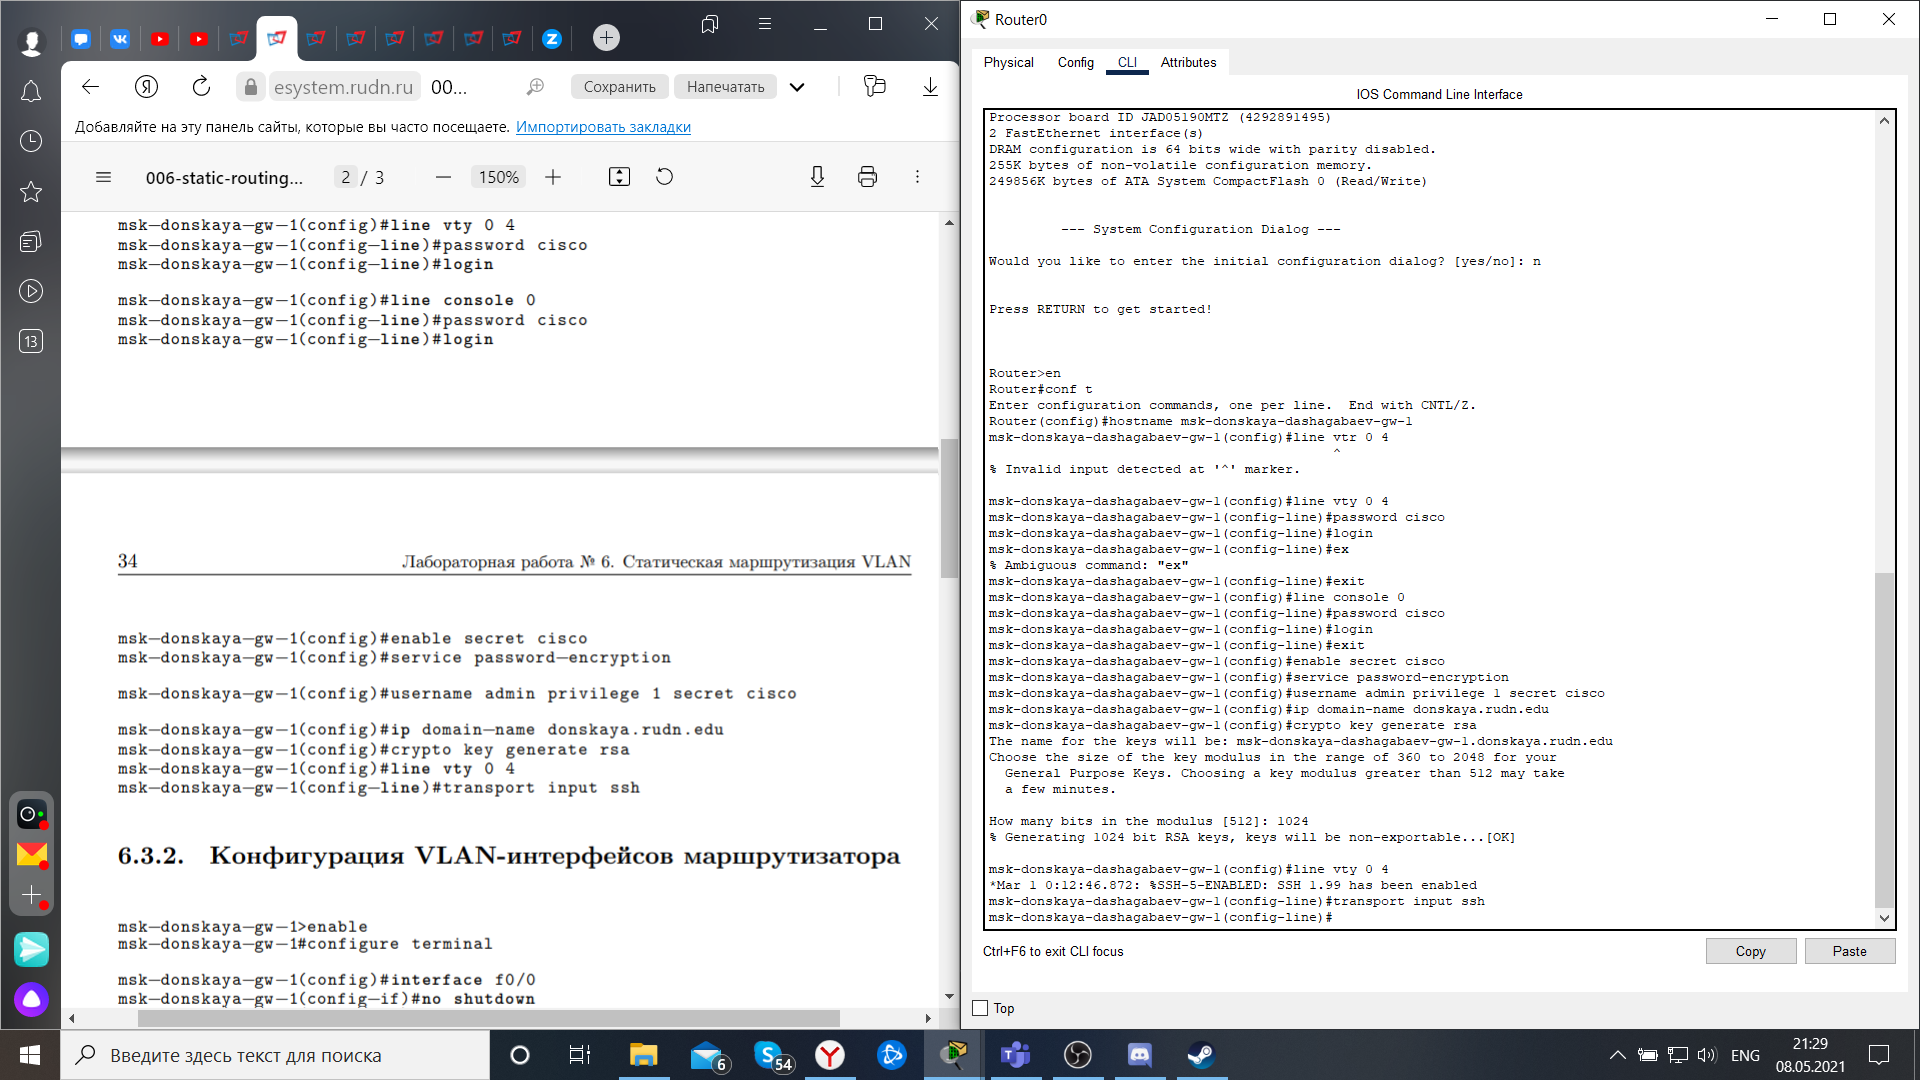 esystem.rudn.ru
00...
Сохранить
Напечатать
Добавляйте на эту панель сайты, которые вы часто посещаете. Импортировать закладки
006-static-routing...
2 / 3
150%
msk—donskaya—gw—1(config)#line vty 0 4
msk—donskaya—gw—1(config—line)#password cisco
msk—donskaya—gw—1(config—line)#login
msk—donskaya—gw—1(config)#line console 0
msk—donskaya—gw—1(config—line)#password cisco
msk—donskaya—gw—1(config—line)#login
34 Лабораторная работа № 6. Статическая маршрутизация VLAN
msk—donskaya—gw—1(config)#enable secret cisco
msk—donskaya—gw—1(config)#service password—encryption
msk—donskaya—gw—1(config)#username admin privilege 1 secret cisco
msk—donskaya—gw—1(config)#ip domain—name donskaya.rudn.edu
msk—donskaya—gw—1(config)#crypto key generate rsa
msk—donskaya—gw—1(config)#line vty 0 4
msk—donskaya—gw—1(config—line)#transport input ssh
6.3.2. Конфигурация VLAN-интерфейсов маршрутизатора
msk—donskaya—gw—1>enable
msk—donskaya—gw—1#configure terminal
msk—donskaya—gw—1(config)#interface f0/0
msk—donskaya—gw—1(config—if)#no shutdown
13
Router0
Physical
Config
CLI
Attributes
IOS Command Line Interface
Processor board ID JAD05190MTZ (4292891495)
2 FastEthernet interface(s)
DRAM configuration is 64 bits wide with parity disabled.
255K bytes of non-volatile configuration memory.
249856K bytes of ATA System CompactFlash 0 (Read/Write)
--- System Configuration Dialog ---
Would you like to enter the initial configuration dialog? [yes/no]: n
Press RETURN to get started!
Router>en
Router#conf t
Enter configuration commands, one per line.  End with CNTL/Z.
Router(config)#hostname msk-donskaya-dashagabaev-gw-1
msk-donskaya-dashagabaev-gw-1(config)#line vtr 0 4
^
% Invalid input detected at '^' marker.
msk-donskaya-dashagabaev-gw-1(config)#line vty 0 4
msk-donskaya-dashagabaev-gw-1(config-line)#password cisco
msk-donskaya-dashagabaev-gw-1(config-line)#login
msk-donskaya-dashagabaev-gw-1(config-line)#ex
% Ambiguous command: "ex"
msk-donskaya-dashagabaev-gw-1(config-line)#exit
msk-donskaya-dashagabaev-gw-1(config)#line console 0
msk-donskaya-dashagabaev-gw-1(config-line)#password cisco
msk-donskaya-dashagabaev-gw-1(config-line)#login
msk-donskaya-dashagabaev-gw-1(config-line)#exit
msk-donskaya-dashagabaev-gw-1(config)#enable secret cisco
msk-donskaya-dashagabaev-gw-1(config)#service password-encryption
msk-donskaya-dashagabaev-gw-1(config)#username admin privilege 1 secret cisco
msk-donskaya-dashagabaev-gw-1(config)#ip domain-name donskaya.rudn.edu
msk-donskaya-dashagabaev-gw-1(config)#crypto key generate rsa
The name for the keys will be: msk-donskaya-dashagabaev-gw-1.donskaya.rudn.edu
Choose the size of the key modulus in the range of 360 to 2048 for your
General Purpose Keys. Choosing a key modulus greater than 512 may take
a few minutes.
How many bits in the modulus [512]: 1024
% Generating 1024 bit RSA keys, keys will be non-exportable...[OK]
msk-donskaya-dashagabaev-gw-1(config)#line vty 0 4
*Mar 1 0:12:46.872: %SSH-5-ENABLED: SSH 1.99 has been enabled
msk-donskaya-dashagabaev-gw-1(config-line)#transport input ssh
msk-donskaya-dashagabaev-gw-1(config-line)#
Ctrl+F6 to exit CLI focus
Copy
Paste
Top
Введите здесь текст для поиска
6
54
ENG
21:29
08.05.2021